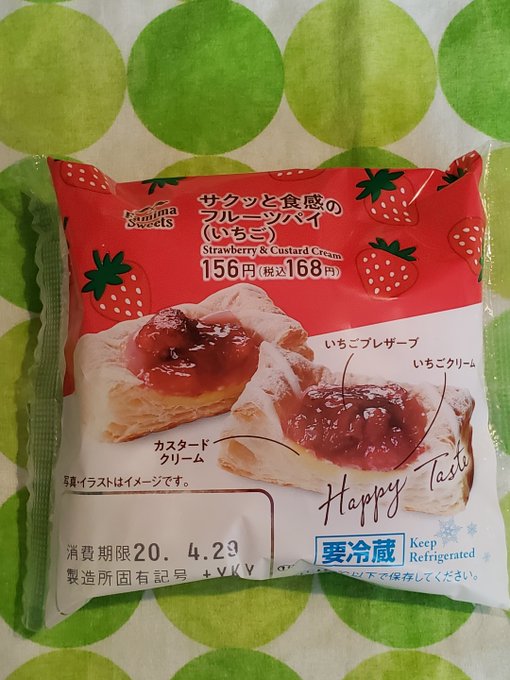 Famima
Sweets
サクッと食感の
フルーツパイ
(いちご)
Strawberry & Custard Cream
156円(税込168円)
いちごプレザーブ
いちごクリーム
カスタード
クリーム
写真・イラストはイメージです。
Happy Taste
消費期限20. 4.29
製造所固有記号 +YKY
要冷蔵
Keep
Refrigerated
以下で保存してください。